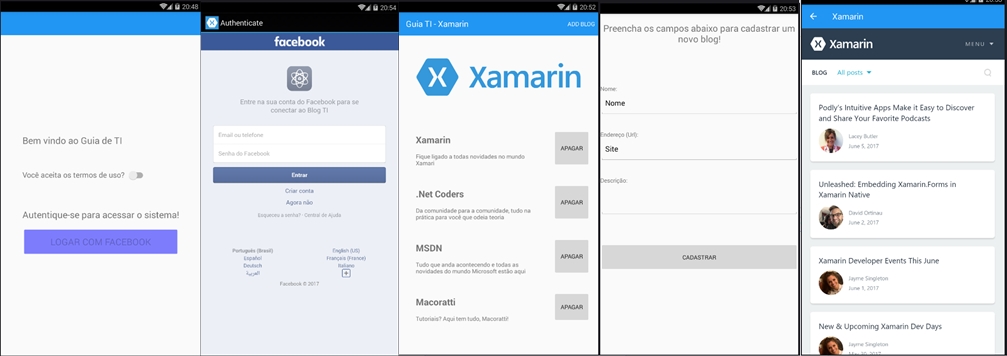 20:48
Bem vindo ao Guia de TI
Você aceita os termos de uso?
Autentique-se para acessar o sistema!
LOGAR COM FACEBOOK
20:54
Authenticate
facebook
Entre na sua conta do Facebook para se
conectar ao Blog TI
Email ou telefone
Senha do Facebook
Entrar
Criar conta
Agora não
Esqueceu a senha? · Central de Ajuda
Português (Brasil)
English (US)
Español
Français (France)
Deutsch
Italiano
العربية
Facebook © 2017
20:52
Guia TI - Xamarin
ADD BLOG
Xamarin
Xamarin
Fique ligado a todas novidades no mundo
Xamari
APAGAR
.Net Coders
Da comunidade para a comunidade, tudo na
prática para você que odeia teoria
APAGAR
MSDN
Tudo que anda acontecendo e todas as
novidades do mundo Microsoft estão aqui
APAGAR
Macoratti
Tutoriais? Aqui tem tudo, Macoratti!
APAGAR
20:53
Preencha os campos abaixo para cadastrar um
novo blog!
Nome:
Nome
Endereço (Url):
Site
Descrição:
CADASTRAR
Xamarin
Xamarin
MENU
BLOG
All posts
Podly's Intuitive Apps Make it Easy to Discover
and Share Your Favorite Podcasts
Lacey Butler
June 5, 2017
Unleashed: Embedding Xamarin.Forms in
Xamarin Native
David Ortinau
June 2, 2017
Xamarin Developer Events This June
Jayme Singleton
June 1, 2017
New & Upcoming Xamarin Dev Days
Jayme Singleton